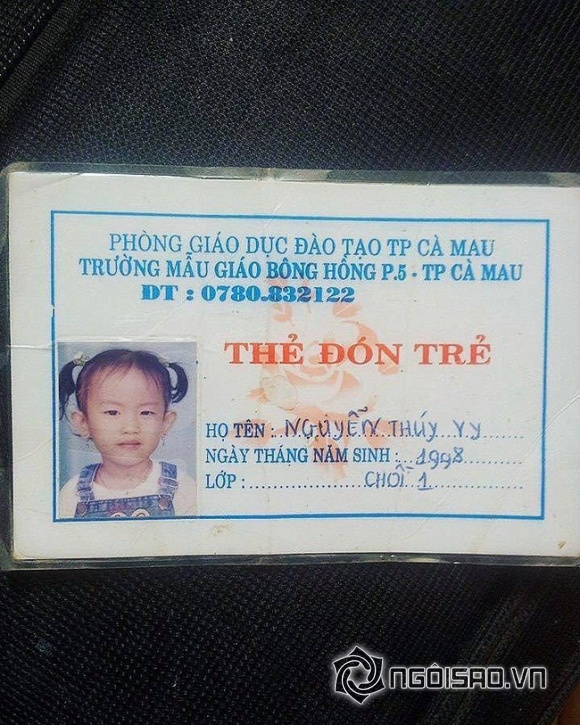 PHÒNG GIÁO DỤC ĐÀO TẠO TP CÀ MAU
TRƯỜNG MẪU GIÁO BÔNG HỒNG P.5 - TP CÀ MAU
ĐT : 0780.832122
THẺ ĐÓN TRẺ
HỌ TÊN : NGUYỄN THÚY VY
NGÀY THÁNG NĂM SINH : 1998
LỚP : CHỒI 1
NGÔISAO.VN